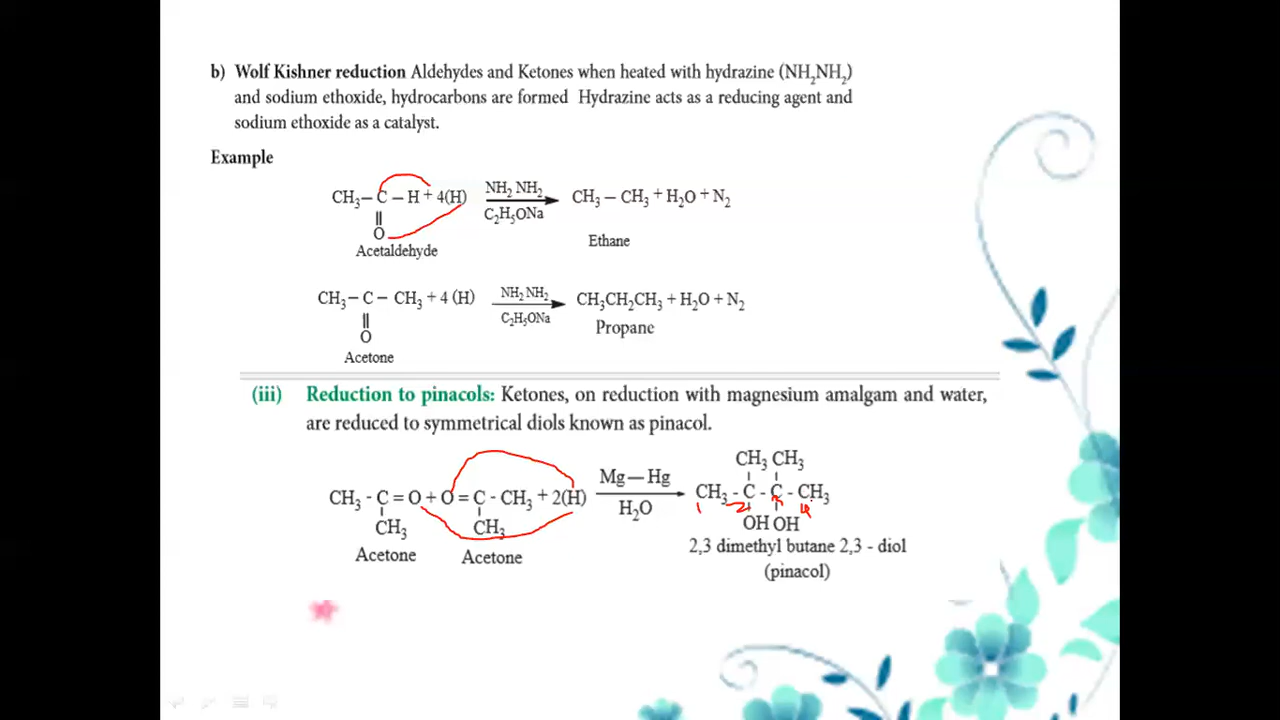 b) Wolf Kishner reduction Aldehydes and Ketones when heated with hydrazine (NH₂NH₂)
and sodium ethoxide, hydrocarbons are formed Hydrazine acts as a reducing agent and
sodium ethoxide as a catalyst.
Example
NH₂ NH₂
CH₃– C – H + 4(H) → CH₃ – CH₃ + H₂O + N₂
C₂H₅ONa
||
O
Acetaldehyde Ethane
NH₂ NH₂
CH₃– C – CH₃ + 4 (H) → CH₃CH₂CH₃ + H₂O + N₂
C₂H₅ONa
||
O Propane
Acetone
(iii) Reduction to pinacols: Ketones, on reduction with magnesium amalgam and water,
are reduced to symmetrical diols known as pinacol.
CH₃ CH₃
Mg—Hg
CH₃ - C = O + O = C - CH₃ + 2(H) → CH₃ - C - C - CH₃
H₂O
1 2 3 4
CH₃ CH₃ OH OH
Acetone Acetone 2,3 dimethyl butane 2,3 - diol
(pinacol)